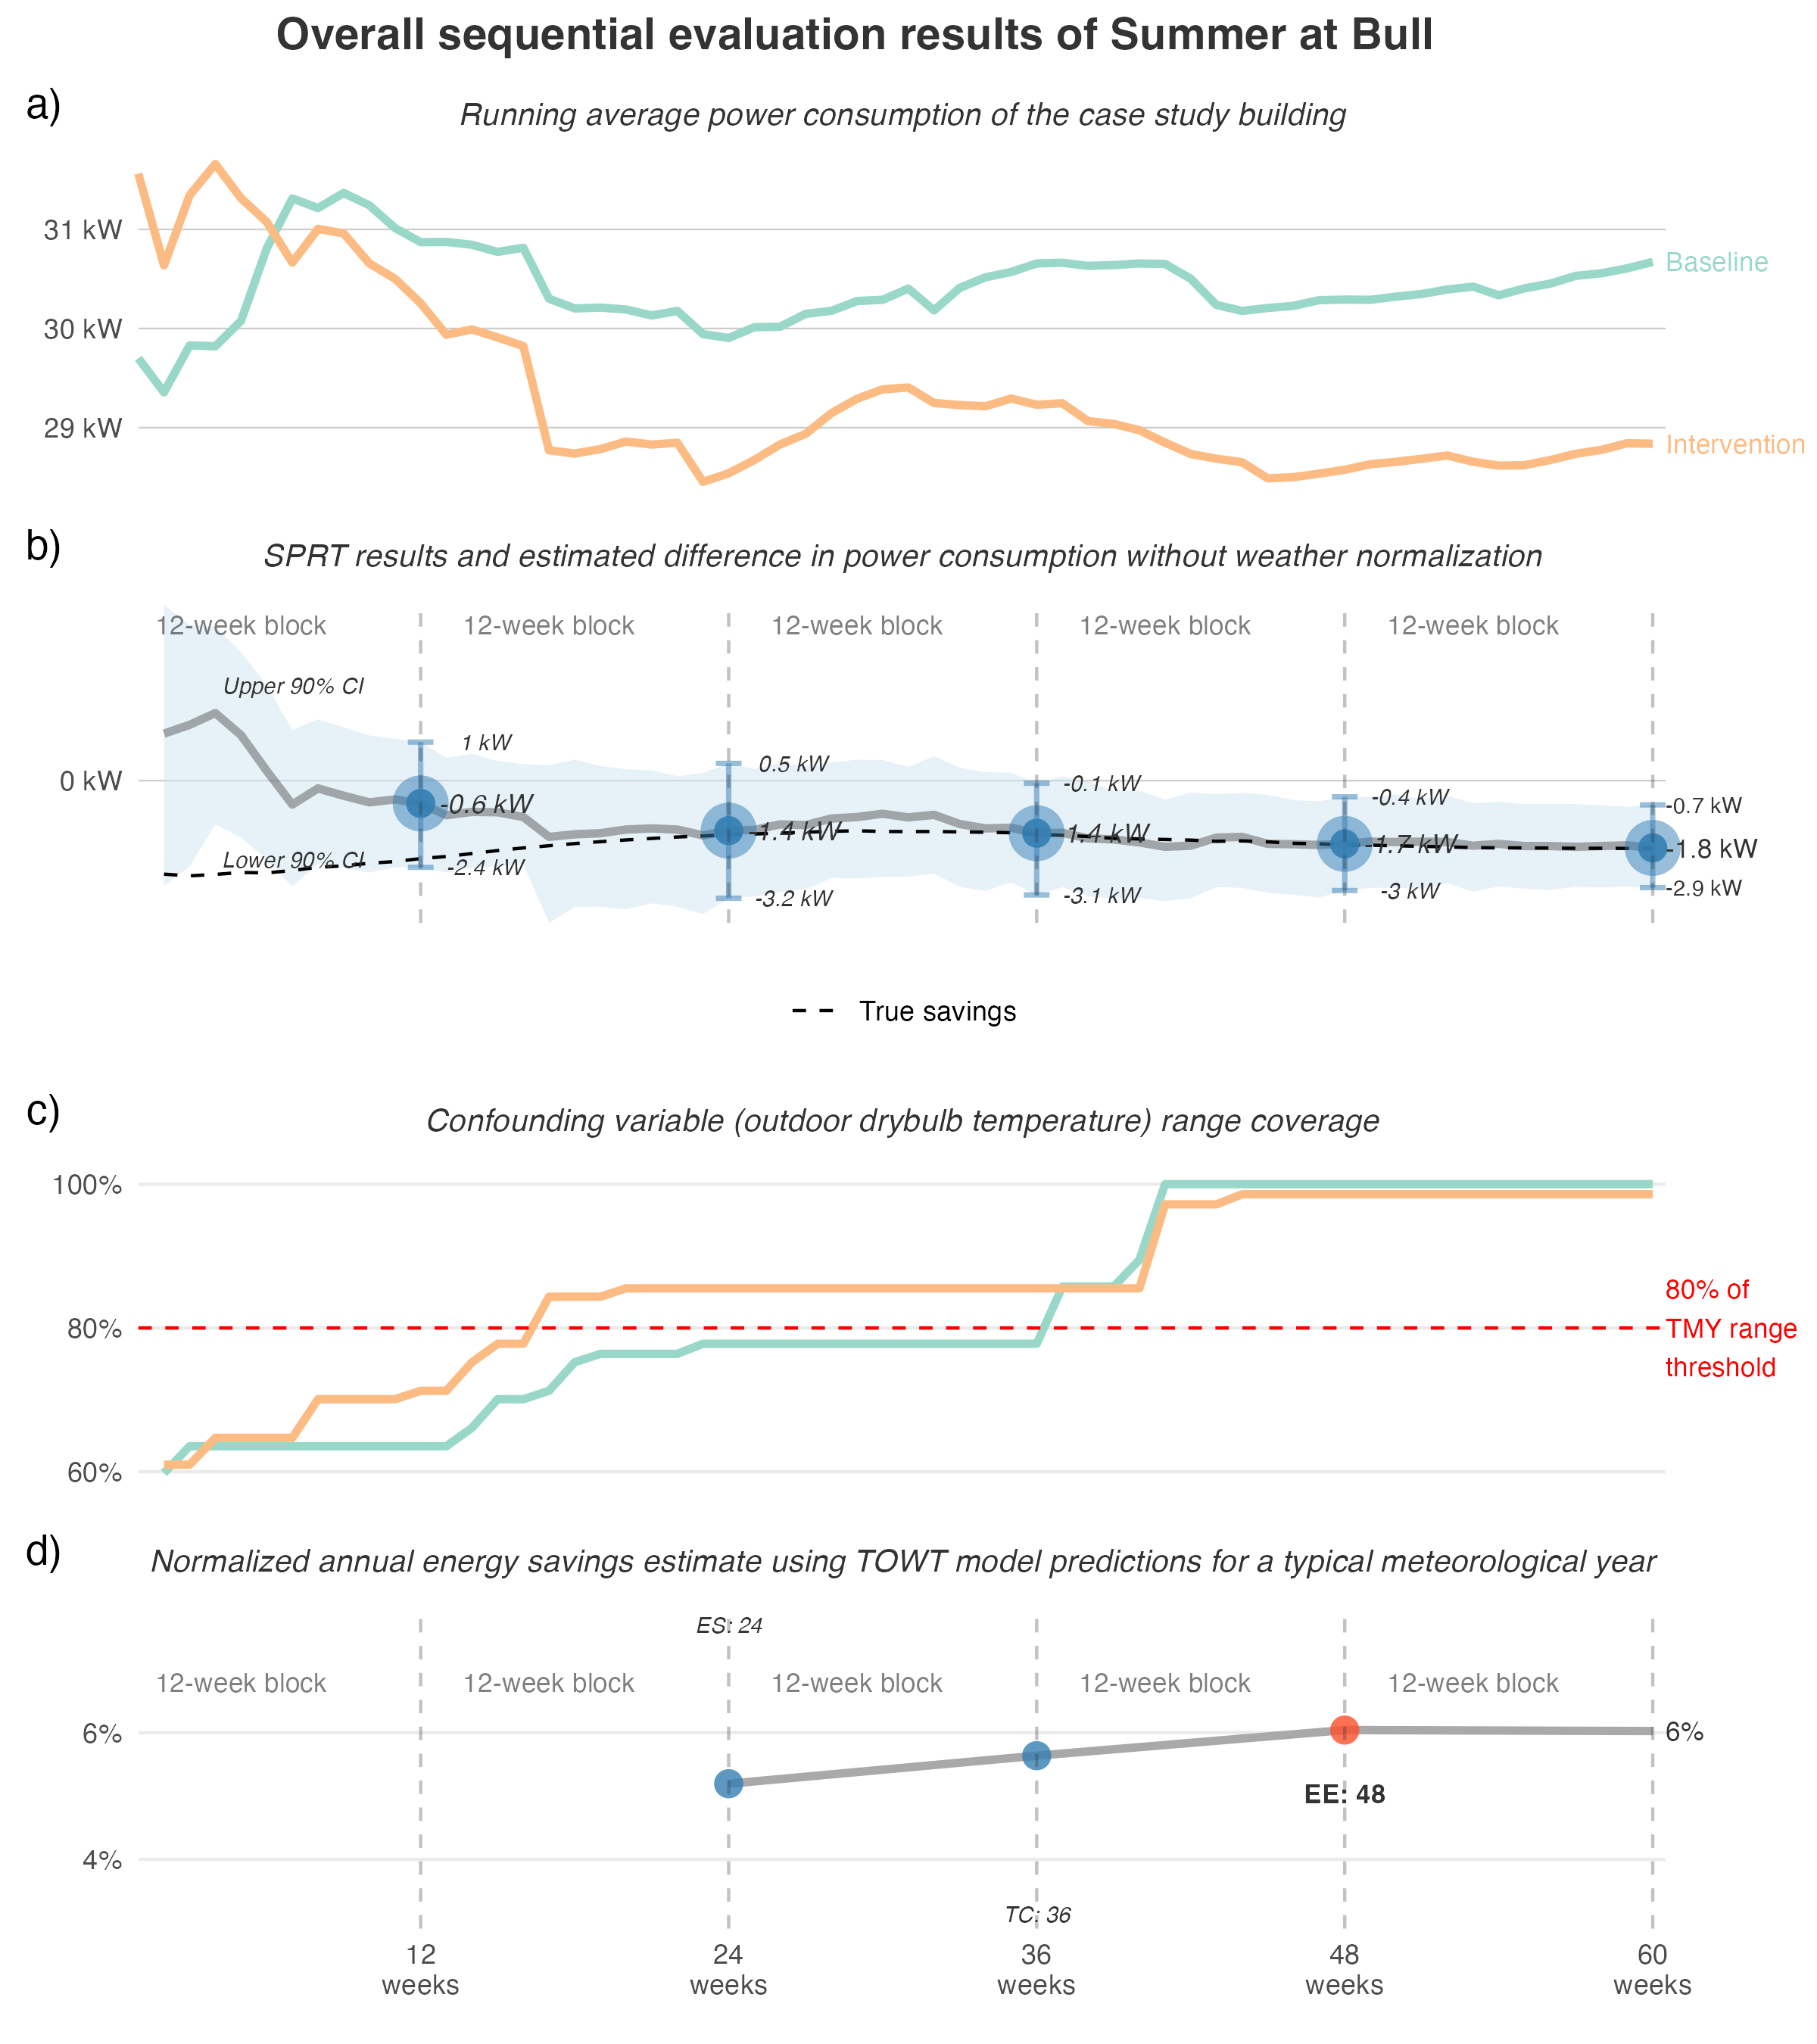 Overall sequential evaluation results of Summer at Bull
a)
Running average power consumption of the case study building
31 kW
30 kW
29 kW
Baseline
Intervention
b)
SPRT results and estimated difference in power consumption without weather normalization
12-week block 12-week block 12-week block 12-week block 12-week block
Upper 90% CI
1 kW
0.5 kW
-0.1 kW
-0.4 kW
-0.7 kW
0 kW
-0.6 kW
-1.4 kW
-1.4 kW
-1.7 kW
-1.8 kW
Lower 90% CI
-2.4 kW
-3.2 kW
-3.1 kW
-3 kW
-2.9 kW
True savings
c)
Confounding variable (outdoor drybulb temperature) range coverage
100%
80%
60%
80% of
TMY range
threshold
d)
Normalized annual energy savings estimate using TOWT model predictions for a typical meteorological year
ES: 24
12-week block 12-week block 12-week block 12-week block 12-week block
6%
6%
EE: 48
4%
TC: 36
12 weeks
24 weeks
36 weeks
48 weeks
60 weeks